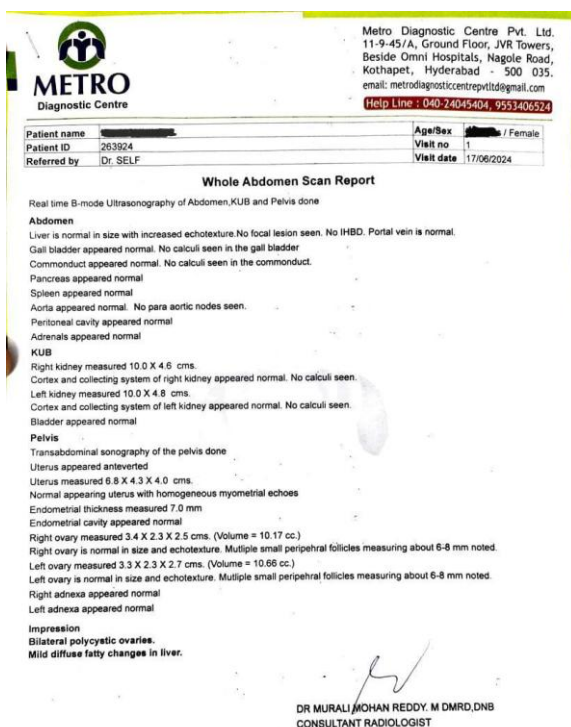 METRO
Diagnostic Centre
Metro Diagnostic Centre Pvt. Ltd.
11-9-45/A, Ground Floor, JVR Towers,
Beside Omni Hospitals, Nagole Road,
Kothapet, Hyderabad - 500 035.
email: metrodiagnosticcentrepvtltd@gmail.com
Help Line : 040-24045404, 9553406524
Patient name
Age/Sex / Female
Patient ID 263924
Visit no 1
Referred by Dr. SELF
Visit date 17/06/2024
Whole Abdomen Scan Report
Real time B-mode Ultrasonography of Abdomen,KUB and Pelvis done
Abdomen
Liver is normal in size with increased echotexture.No focal lesion seen. No IHBD. Portal vein is normal.
Gall bladder appeared normal. No calculi seen in the gall bladder
Commonduct appeared normal. No calculi seen in the commonduct.
Pancreas appeared normal
Spleen appeared normal
Aorta appeared normal. No para aortic nodes seen.
Peritoneal cavity appeared normal
Adrenals appeared normal
KUB
Right kidney measured 10.0 X 4.6 cms.
Cortex and collecting system of right kidney appeared normal. No calculi seen.
Left kidney measured 10.0 X 4.8 cms.
Cortex and collecting system of left kidney appeared normal. No calculi seen.
Bladder appeared normal
Pelvis
Transabdominal sonography of the pelvis done
Uterus appeared anteverted
Uterus measured 6.8 X 4.3 X 4.0 cms.
Normal appearing uterus with homogeneous myometrial echoes
Endometrial thickness measured 7.0 mm
Endometrial cavity appeared normal
Right ovary measured 3.4 X 2.3 X 2.5 cms. (Volume = 10.17 cc.)
Right ovary is normal in size and echotexture. Mutliple small peripehral follicles measuring about 6-8 mm noted.
Left ovary measured 3.3 X 2.3 X 2.7 cms. (Volume = 10.66 cc.)
Left ovary is normal in size and echotexture. Mutliple small peripehral follicles measuring about 6-8 mm noted.
Right adnexa appeared normal
Left adnexa appeared normal
Impression
Bilateral polycystic ovaries.
Mild diffuse fatty changes in liver.
DR MURALI MOHAN REDDY. M DMRD,DNB
CONSULTANT RADIOLOGIST